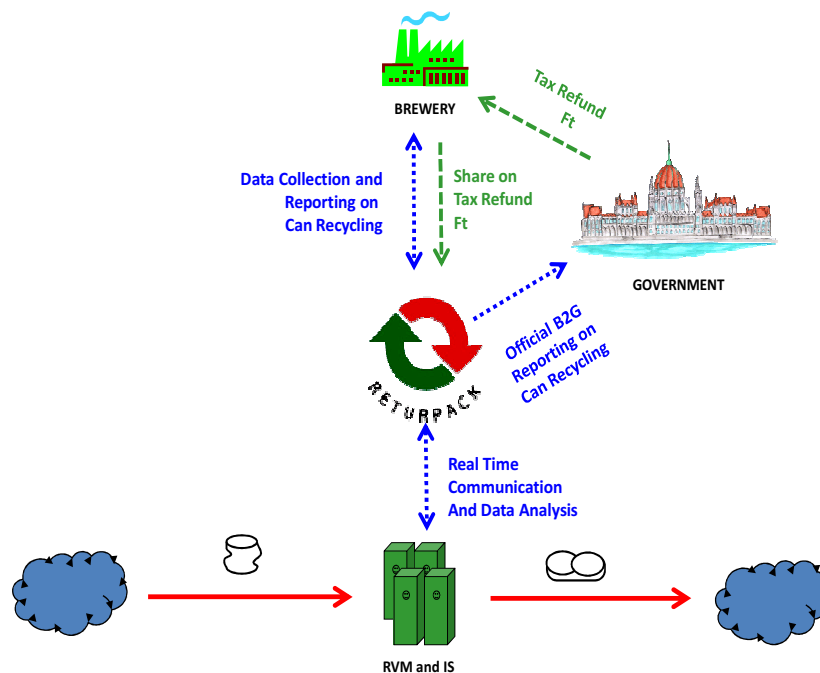 BREWERY
Tax Refund
Ft
Data Collection and
Reporting on
Can Recycling
Share on
Tax Refund
Ft
GOVERNMENT
Official B2G
Reporting on
Can Recycling
RETURPACK
Real Time
Communication
And Data Analysis
RVM and IS